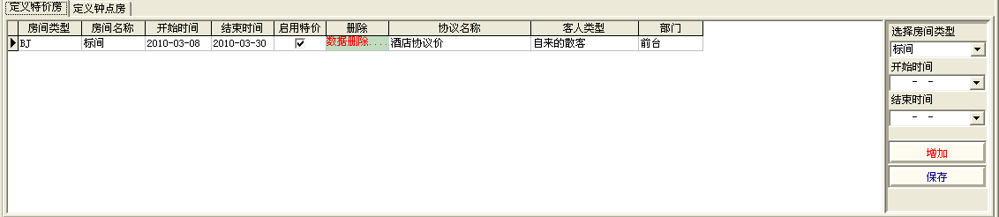 定义特价房 定义钟点房
房间类型 房间名称 开始时间 结束时间 启用特价 删除 协议名称 客人类型 部门
BJ 标间 2010-03-08 2010-03-30 数据删除.... 酒店协议价 自来的散客 前台
选择房间类型
标间
开始时间
- -
结束时间
- -
增加
保存